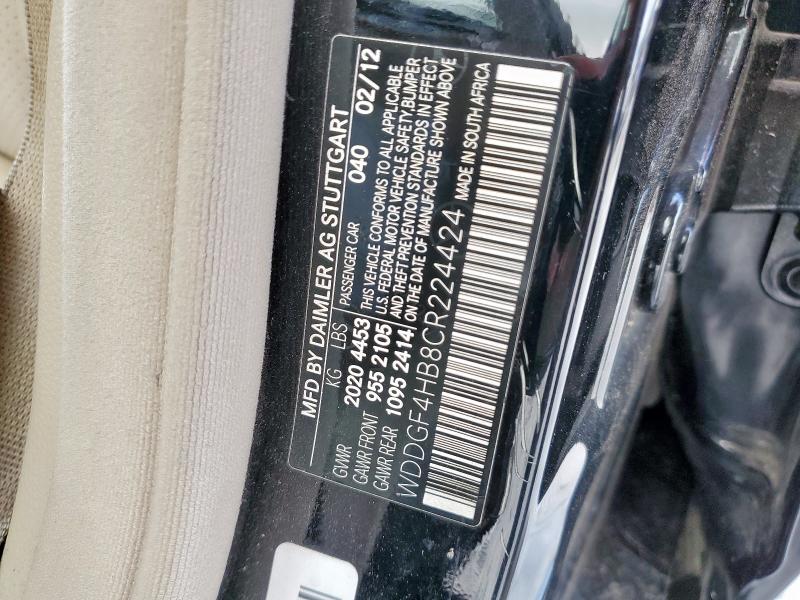 MFD BY DAIMLER AG STUTTGART
KG LBS PASSENGER CAR 040 02/12
GVWR 2020 4453
GAWR FRONT 955 2105
GAWR REAR 1095 2414
THIS VEHICLE CONFORMS TO ALL APPLICABLE
U.S. FEDERAL MOTOR VEHICLE SAFETY, BUMPER
AND THEFT PREVENTION STANDARDS IN EFFECT
ON THE DATE OF MANUFACTURE SHOWN ABOVE
WDDGF4HB8CR224424 MADE IN SOUTH AFRICA